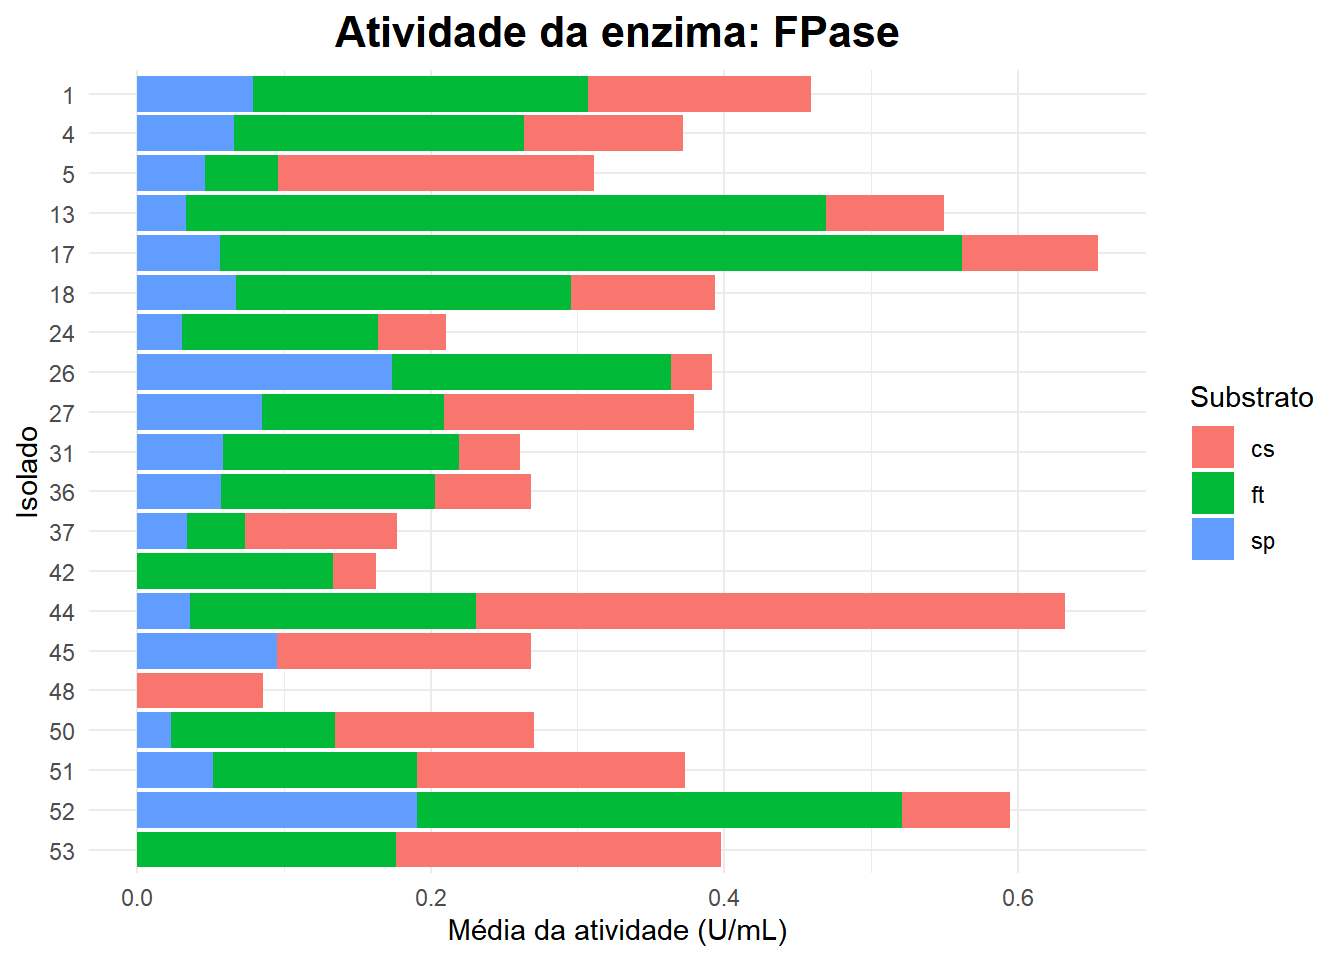 Atividade da enzima: FPase
Isolado
1
4
5
13
17
18
24
26
27
31
36
37
42
44
45
48
50
51
52
53
0.0 0.2 0.4 0.6
Média da atividade (U/mL)
Substrato
cs
ft
sp